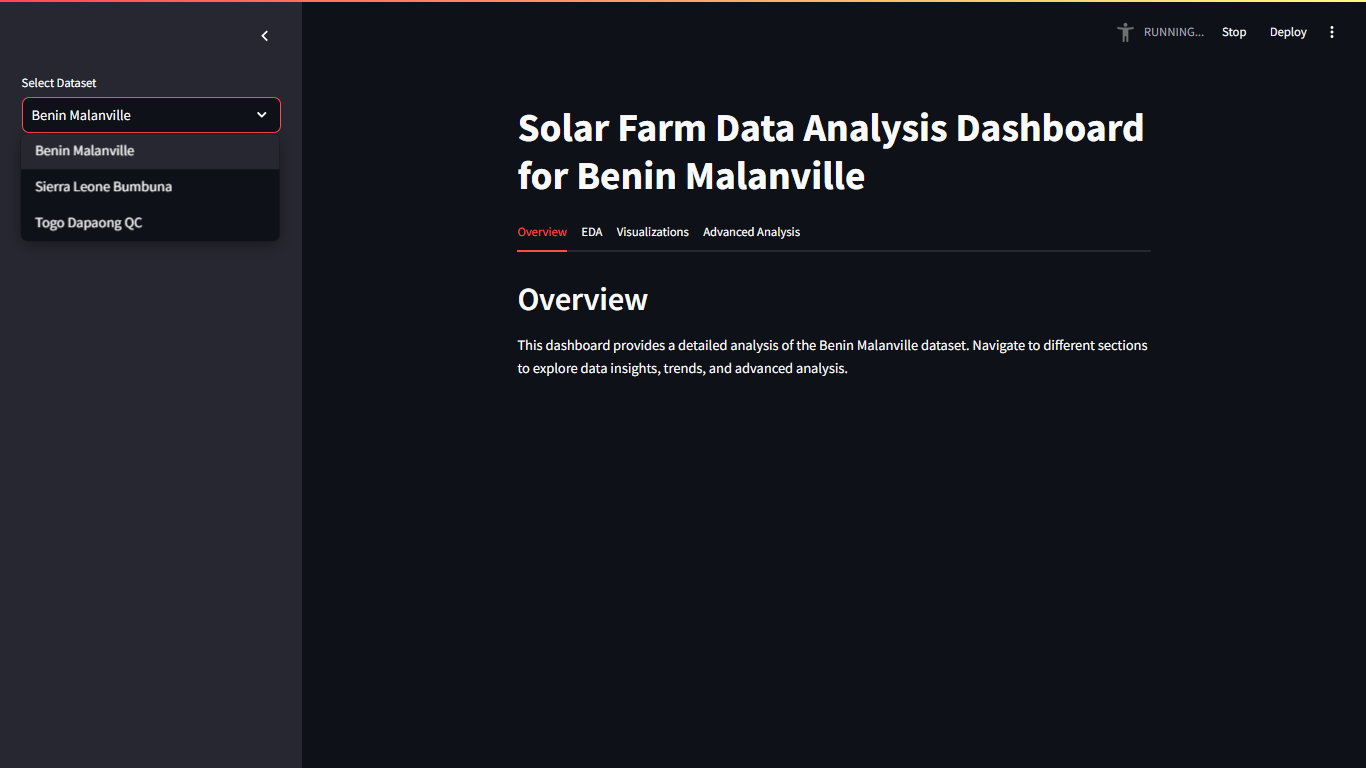 RUNNING...
Stop
Deploy
Select Dataset
Benin Malanville
Benin Malanville
Sierra Leone Bumbuna
Togo Dapaong QC
Solar Farm Data Analysis Dashboard
for Benin Malanville
Overview
EDA
Visualizations
Advanced Analysis
Overview
This dashboard provides a detailed analysis of the Benin Malanville dataset. Navigate to different sections
to explore data insights, trends, and advanced analysis.